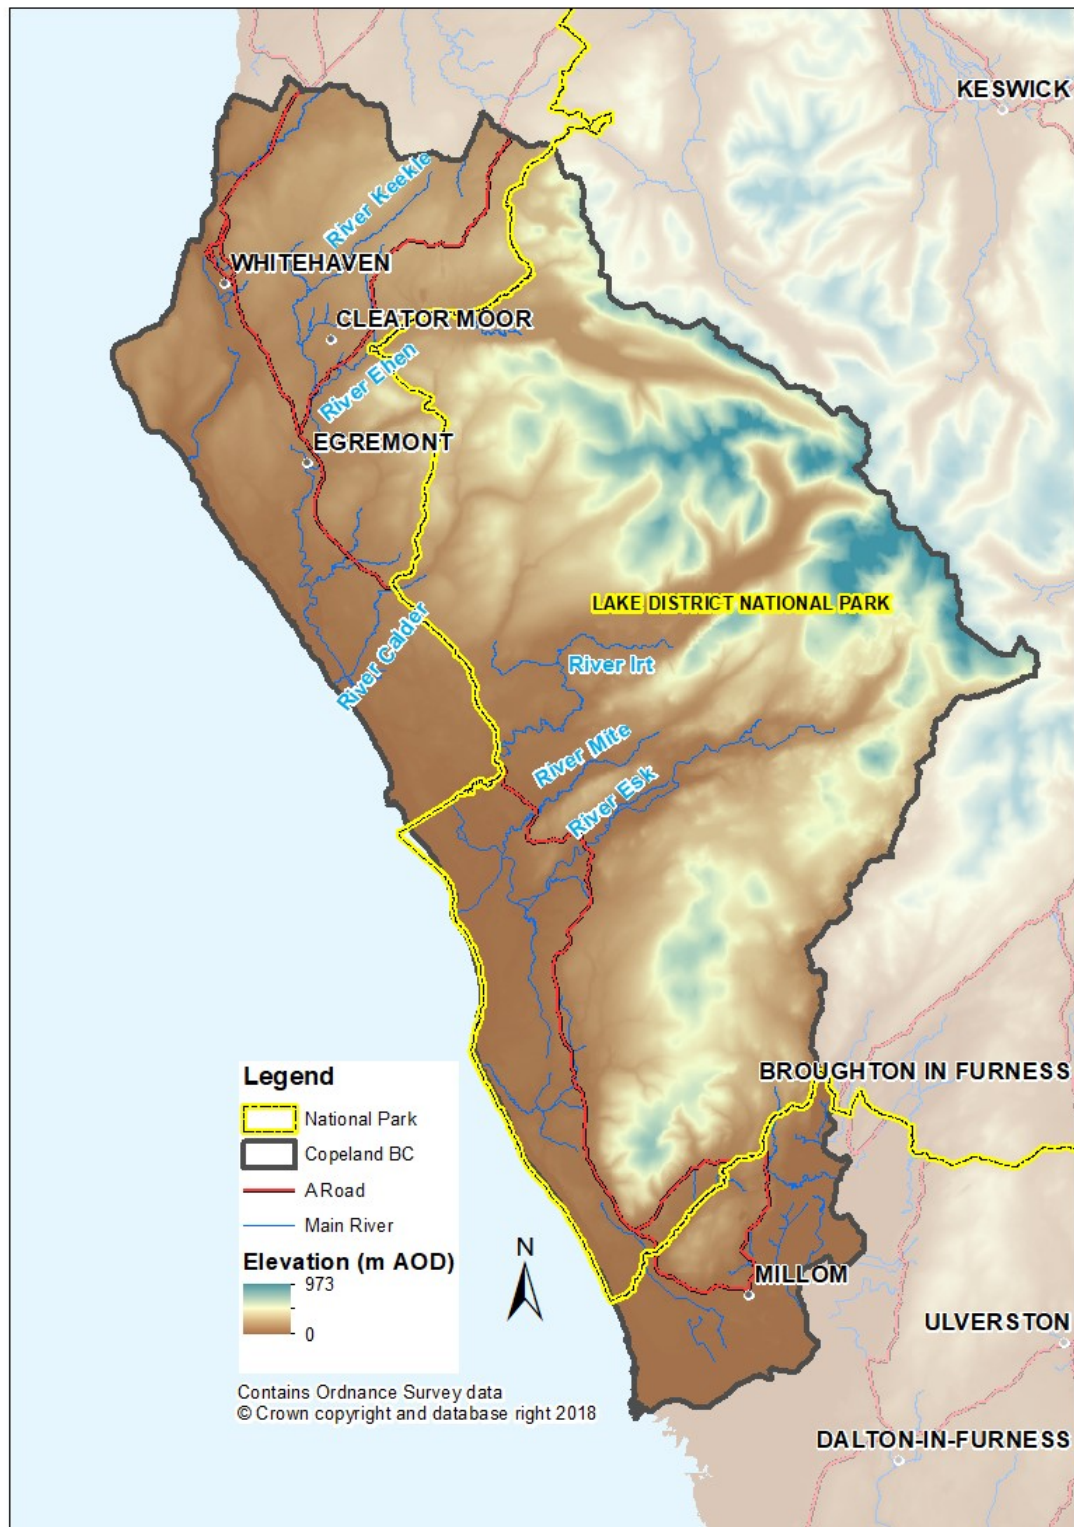 KESWICK
River Keekle
WHITEHAVEN
CLEATOR MOOR
River Ehen
EGREMONT
LAKE DISTRICT NATIONAL PARK
River Calder
River Irt
River Mite
River Esk
BROUGHTON IN FURNESS
Legend
National Park
Copeland BC
A Road
Main River
Elevation (m AOD)
973
0
N
MILLOM
ULVERSTON
Contains Ordnance Survey data
© Crown copyright and database right 2018
DALTON-IN-FURNESS